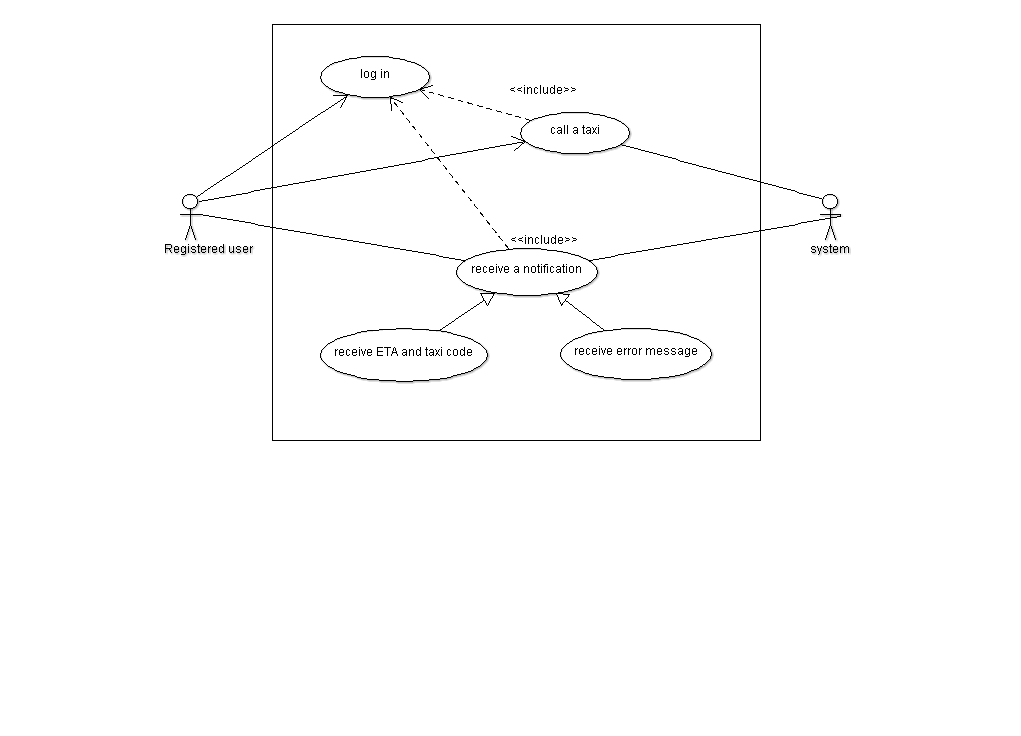 log in
<<include>>
call a taxi
Registered user
system
<<include>>
receive a notification
receive ETA and taxi code
receive error message